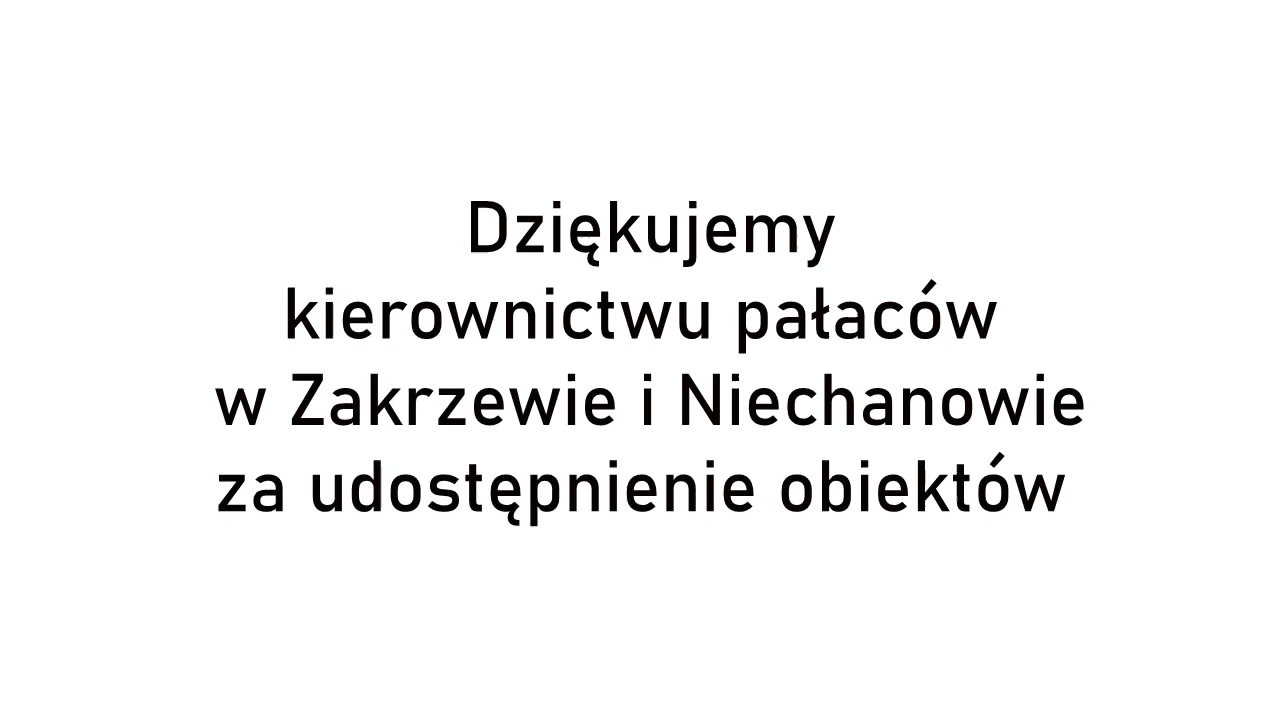 Dziękujemy
kierownictwu pałaców
w Zakrzewie i Niechanowie
za udostępnienie obiektów